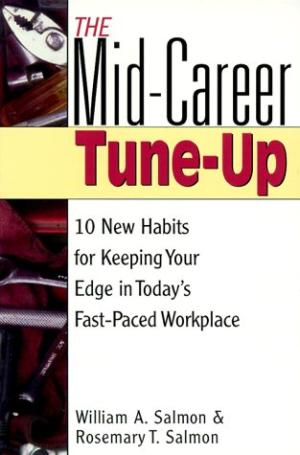 THE
Mid-Career
Tune-Up
10 New Habits
for Keeping Your
Edge in Today's
Fast-Paced Workplace
William A. Salmon &
Rosemary T. Salmon